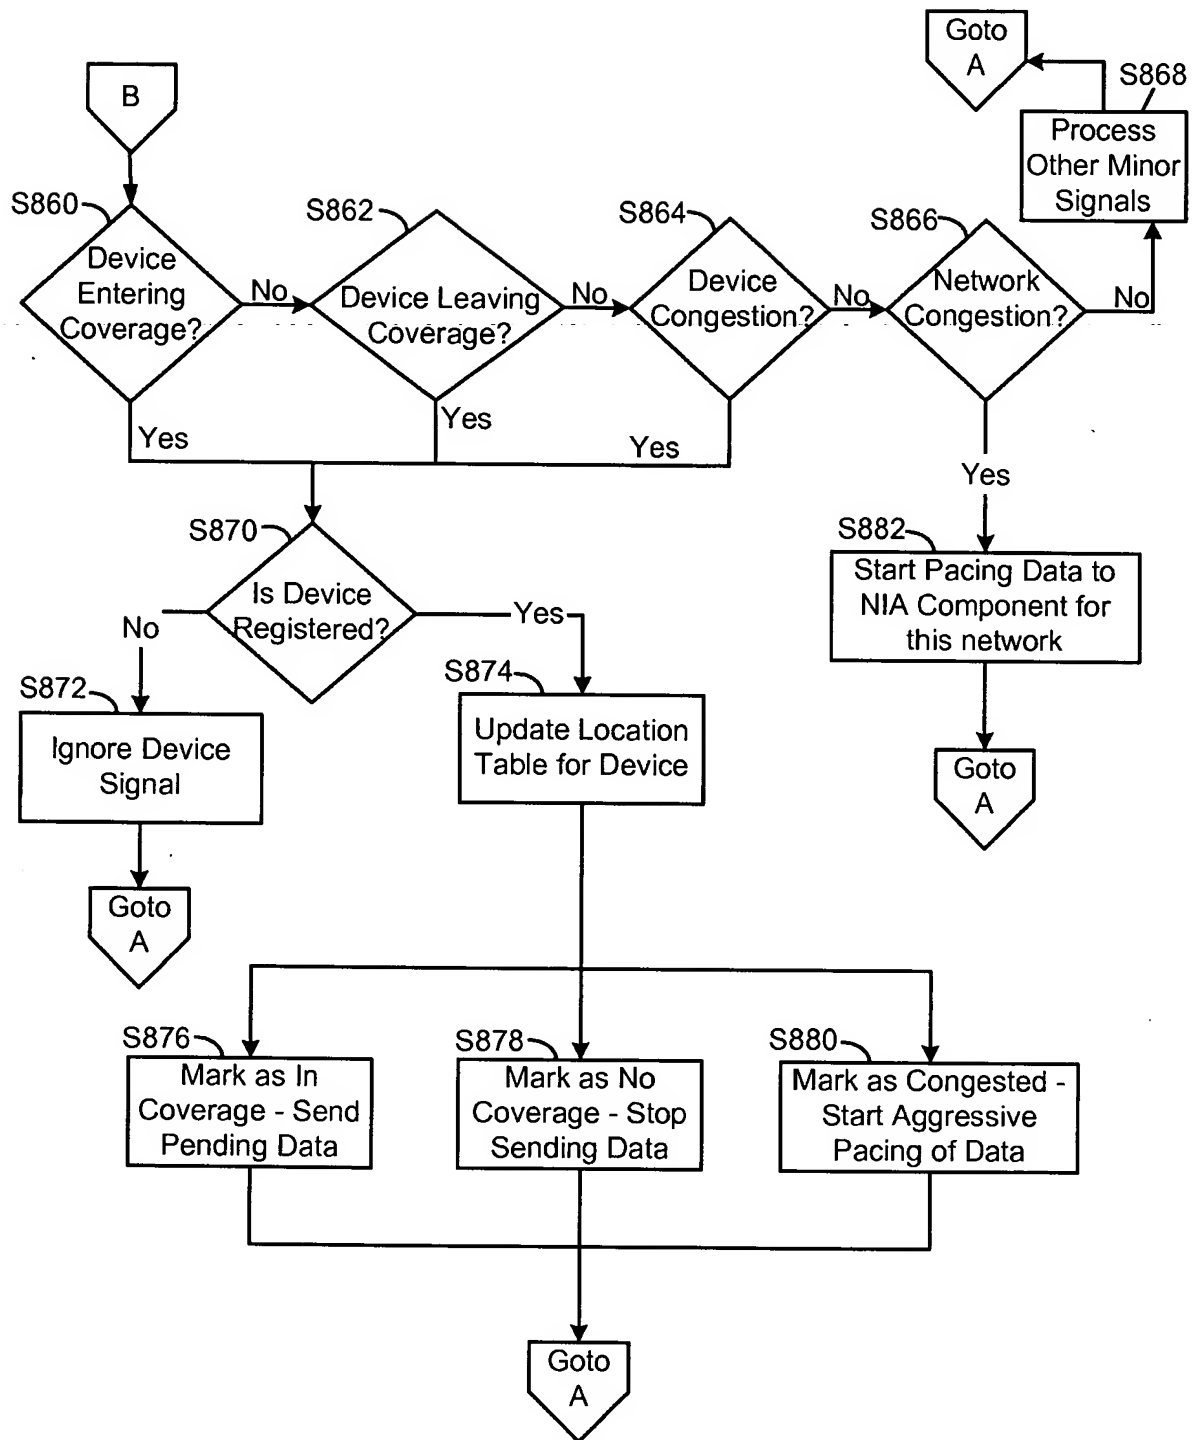 Goto
A
S868
Process
Other Minor
Signals
B
S860
Device
Entering
Coverage?
No
S862
Device Leaving
Coverage?
No
S864
Device
Congestion?
No
S866
Network
Congestion?
No
Yes
Yes
Yes
Yes
S870
Is Device
Registered?
No
Yes
S882
Start Pacing Data to
NIA Component for
this network
Goto
A
S872
Ignore Device
Signal
Goto
A
S874
Update Location
Table for Device
S876
Mark as In
Coverage - Send
Pending Data
S878
Mark as No
Coverage - Stop
Sending Data
S880
Mark as Congested -
Start Aggressive
Pacing of Data
Goto
A